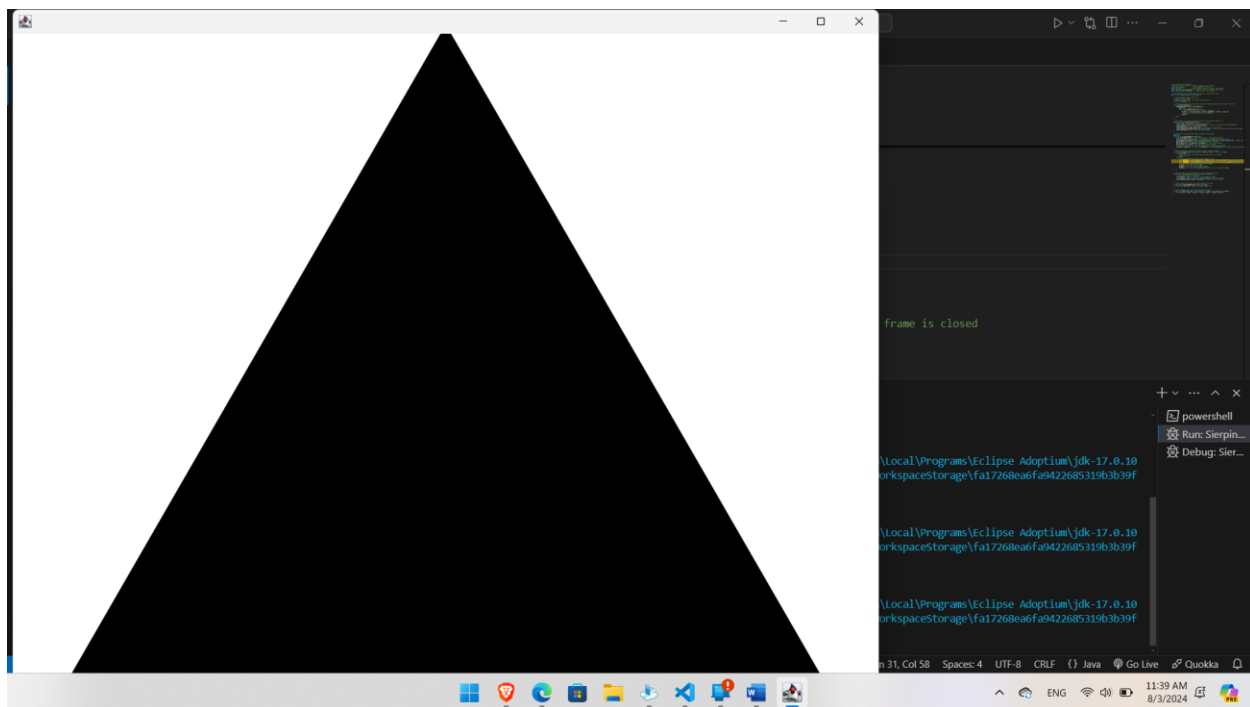 frame is closed
powershell
Run: Sierpin...
Debug: Sier...
\Local\Programs\Eclipse Adoptium\jdk-17.0.10
orkspaceStorage\fa17268ea6fa9422685319b3b39f
\Local\Programs\Eclipse Adoptium\jdk-17.0.10
orkspaceStorage\fa17268ea6fa9422685319b3b39f
\Local\Programs\Eclipse Adoptium\jdk-17.0.10
orkspaceStorage\fa17268ea6fa9422685319b3b39f
n 31, Col 58 Spaces: 4 UTF-8 CRLF {} Java Go Live Quokka
ENG 11:39 AM
8/3/2024
PRE